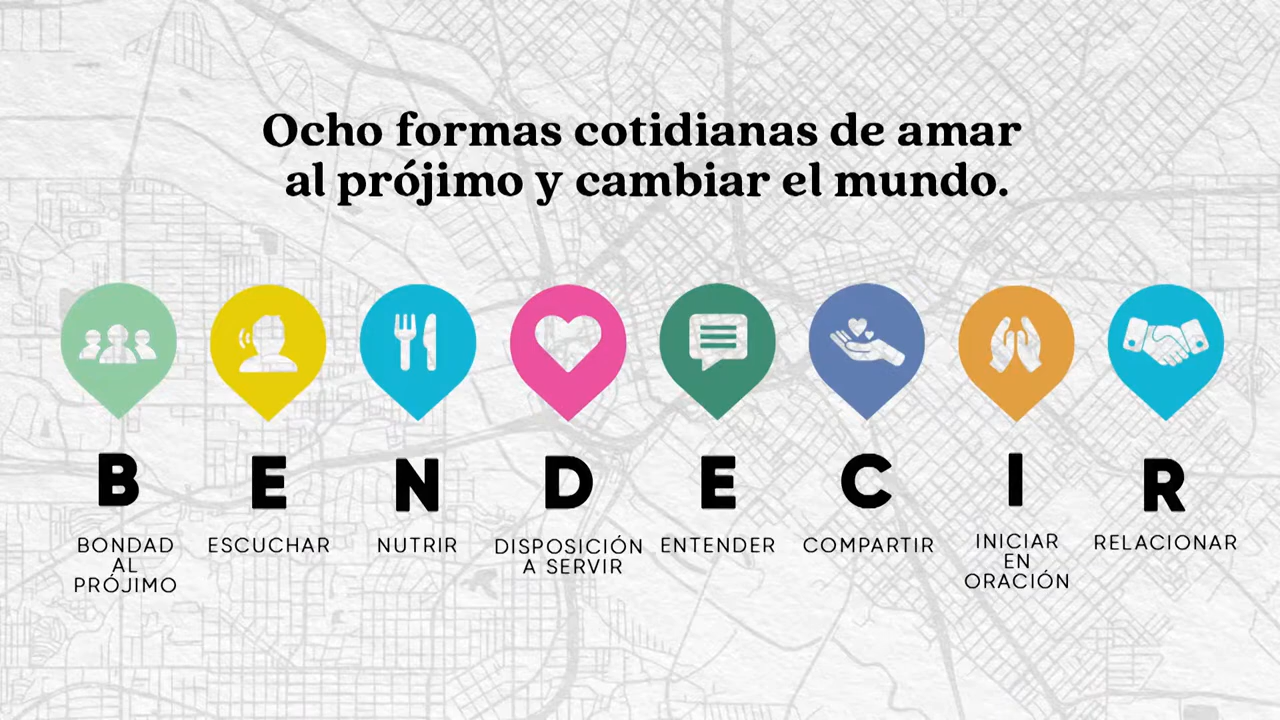 Ocho formas cotidianas de amar
al prójimo y cambiar el mundo.
B
E
N
D
E
C
I
R
BONDAD
AL
PRÓJIMO
ESCUCHAR
NUTRIR
DISPOSICIÓN
A SERVIR
ENTENDER
COMPARTIR
INICIAR
EN
ORACIÓN
RELACIONAR